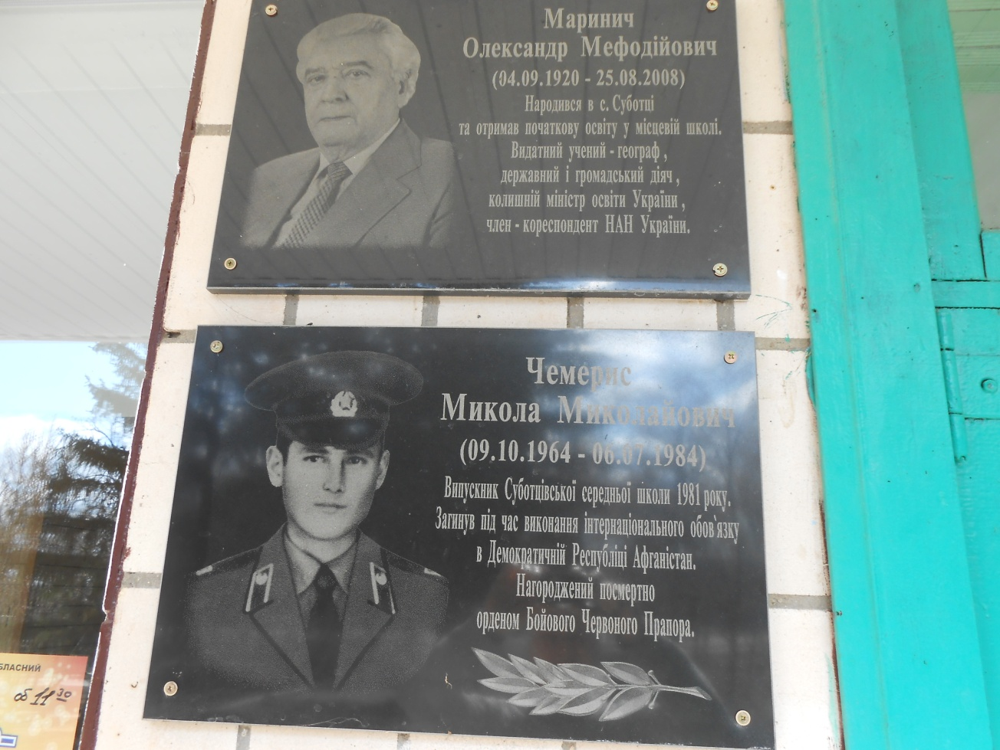 Маринич
Олександр Мефодійович
(04.09.1920 - 25.08.2008)
Народився в с. Суботці
та отримав початкову освіту у місцевій школі.
Видатний учений - географ ,
державний і громадський діяч ,
колишній міністр освіти України ,
член - кореспондент НАН України.
Чемерис
Микола Миколайович
(09.10.1964 - 06.07.1984)
Випускник Суботцівської середньої школи 1981 року.
Загинув під час виконання інтернаціонального обов`язку
в Демократичній Республіці Афганістан.
Нагороджений посмертно
орденом Бойового Червоного Прапора.
об 11 30